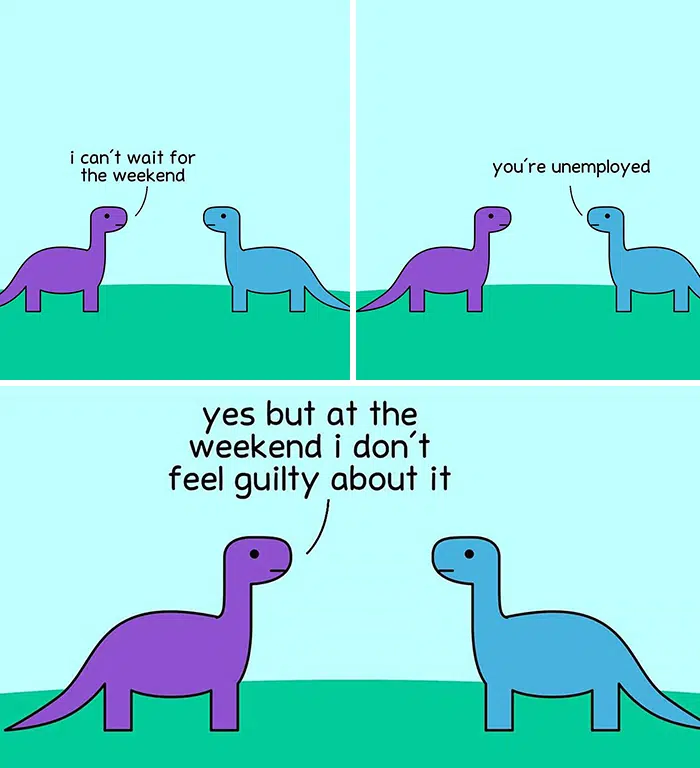 i can´t wait for
the weekend
you´re unemployed
yes but at the
weekend i don´t
feel guilty about it